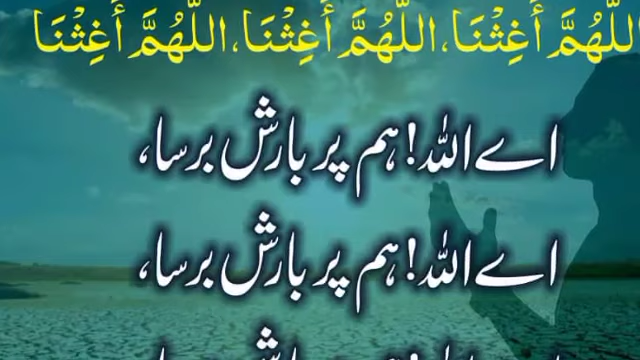 اللّٰهُمَّ أَغِثْنَا،اللّٰهُمَّ أَغِثْنَا،اللّٰهُمَّ أَغِثْنَا
اے اللہ! ہم پر بارش برسا،
اے اللہ! ہم پر بارش برسا،